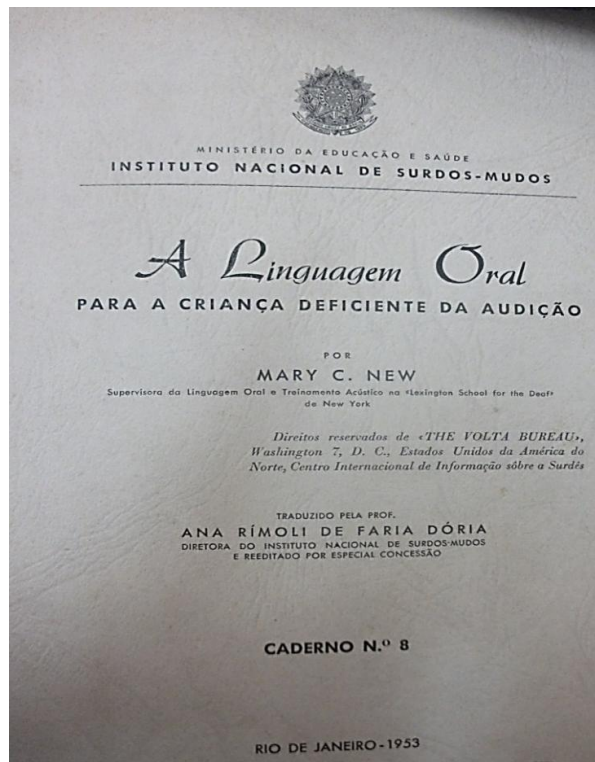 MINISTÉRIO DA EDUCAÇÃO E SAÚDE
INSTITUTO NACIONAL DE SURDOS-MUDOS
A Linguagem Oral
PARA A CRIANÇA DEFICIENTE DA AUDIÇÃO
POR
MARY C. NEW
Supervisora da Linguagem Oral e Treinamento Acústico na «Lexington School for the Deaf»
de New York
Direitos reservados de «THE VOLTA BUREAU»,
Washington 7, D. C., Estados Unidos da América do
Norte, Centro Internacional de Informação sôbre a Surdês
TRADUZIDO PELA PROF.
ANA RÍMOLI DE FARIA DÓRIA
DIRETORA DO INSTITUTO NACIONAL DE SURDOS-MUDOS
E REEDITADO POR ESPECIAL CONCESSÃO
CADERNO N.º 8
RIO DE JANEIRO - 1953